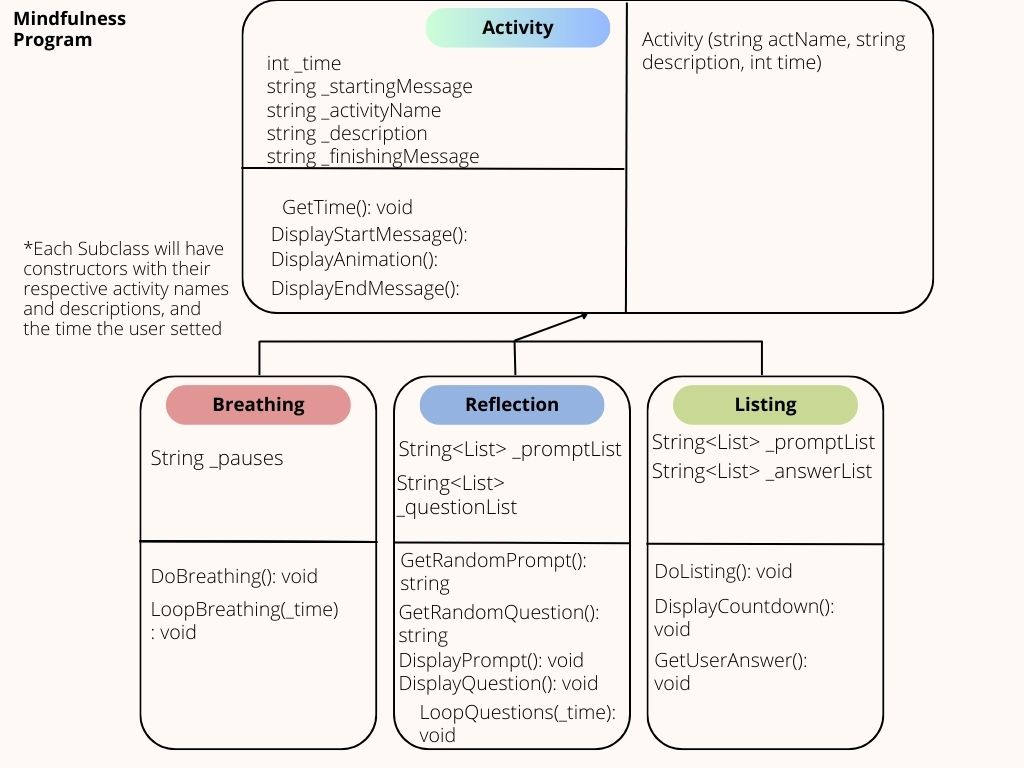 Mindfulness
Program
Activity
int _time
string _startingMessage
string _activityName
string _description
string _finishingMessage
Activity (string actName, string
description, int time)
GetTime(): void
DisplayStartMessage():
DisplayAnimation():
DisplayEndMessage():
*Each Subclass will have
constructors with their
respective activity names
and descriptions, and
the time the user setted
Breathing
String _pauses
DoBreathing(): void
LoopBreathing(_time)
: void
Reflection
String<List> _promptList
String<List>
_questionList
GetRandomPrompt():
string
GetRandomQuestion():
string
DisplayPrompt(): void
DisplayQuestion(): void
LoopQuestions(_time):
void
Listing
String<List> _promptList
String<List> _answerList
DoListing(): void
DisplayCountdown():
void
GetUserAnswer():
void